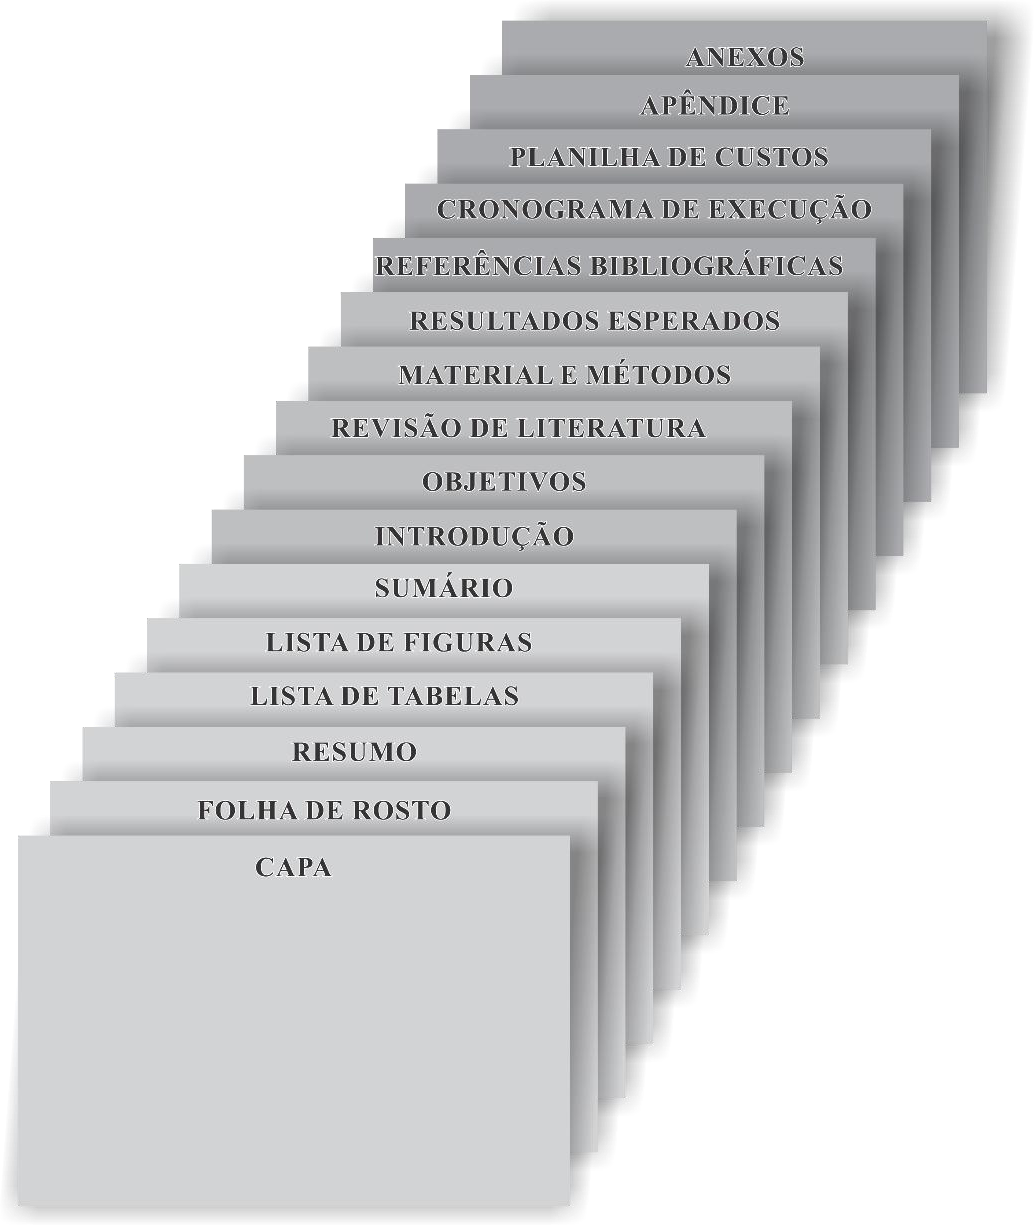 ANEXOS
APÊNDICE
PLANILHA DE CUSTOS
CRONOGRAMA DE EXECUÇÃO
REFERÊNCIAS BIBLIOGRÁFICAS
RESULTADOS ESPERADOS
MATERIAL E MÉTODOS
REVISÃO DE LITERATURA
OBJETIVOS
INTRODUÇÃO
SUMÁRIO
LISTA DE FIGURAS
LISTA DE TABELAS
RESUMO
FOLHA DE ROSTO
CAPA